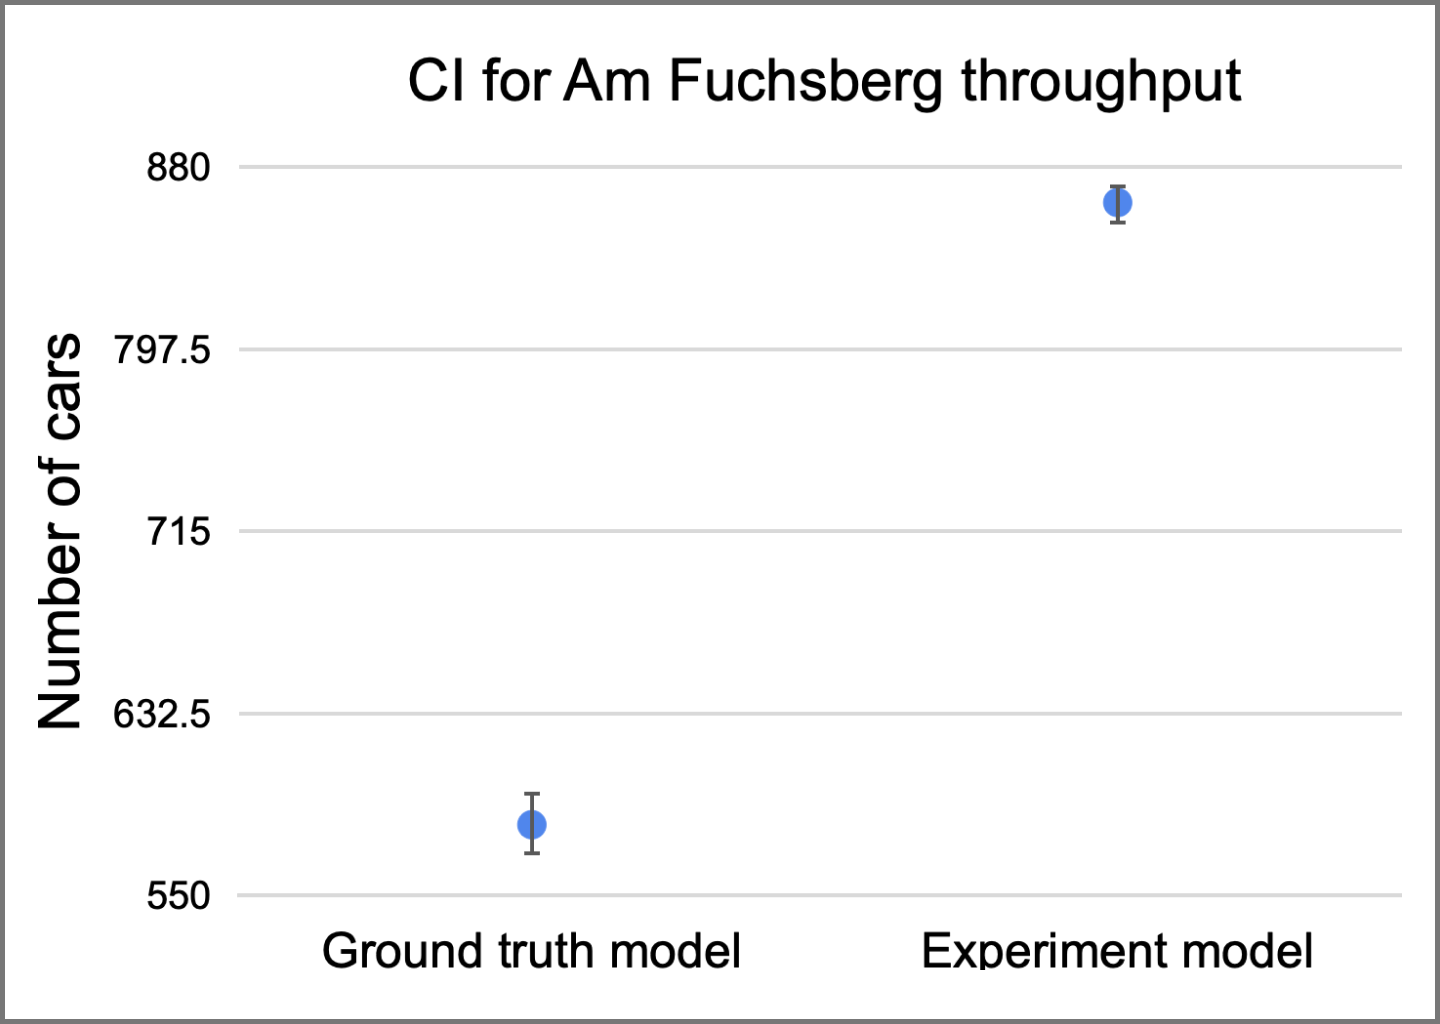 CI for Am Fuchsberg throughput
Number of cars
880
797.5
715
632.5
550
Ground truth model
Experiment model